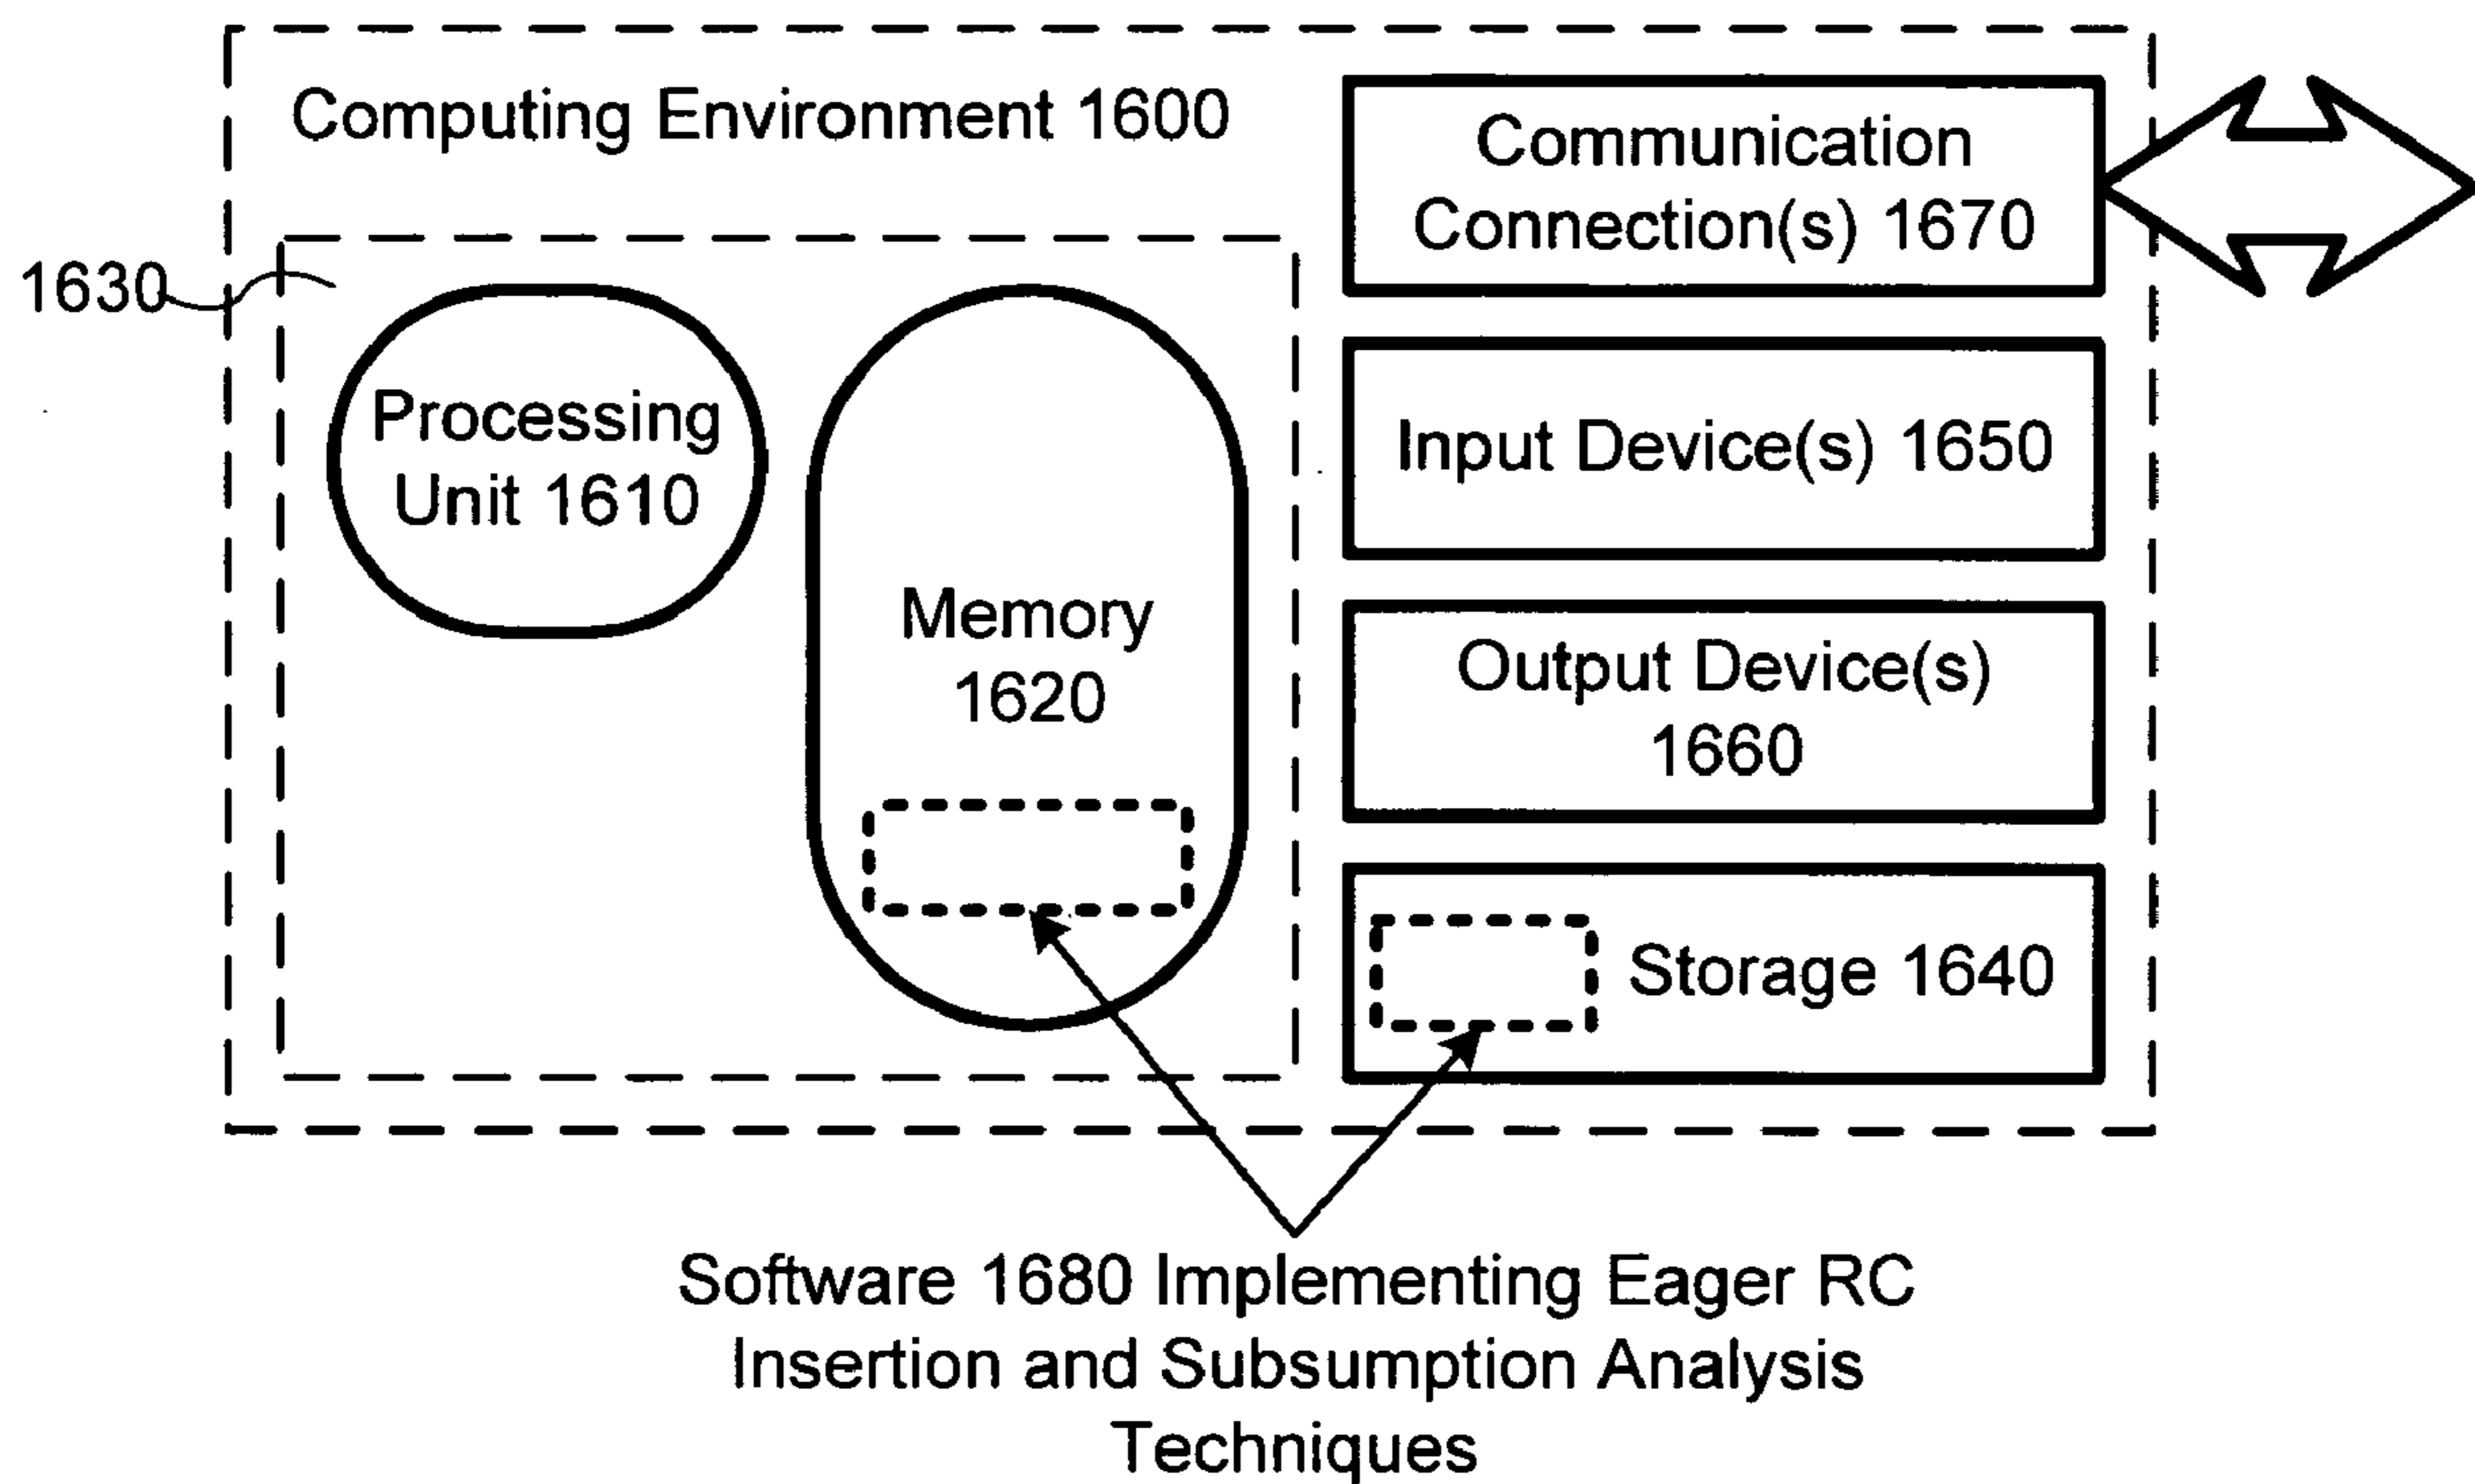 Computing Environment 1600
Communication
Connection(s) 1670
1630
Processing
Unit 1610
Memory
1620
Input Device(s) 1650
Output Device(s)
1660
Storage 1640
Software 1680 Implementing Eager RC
Insertion and Subsumption Analysis
Techniques